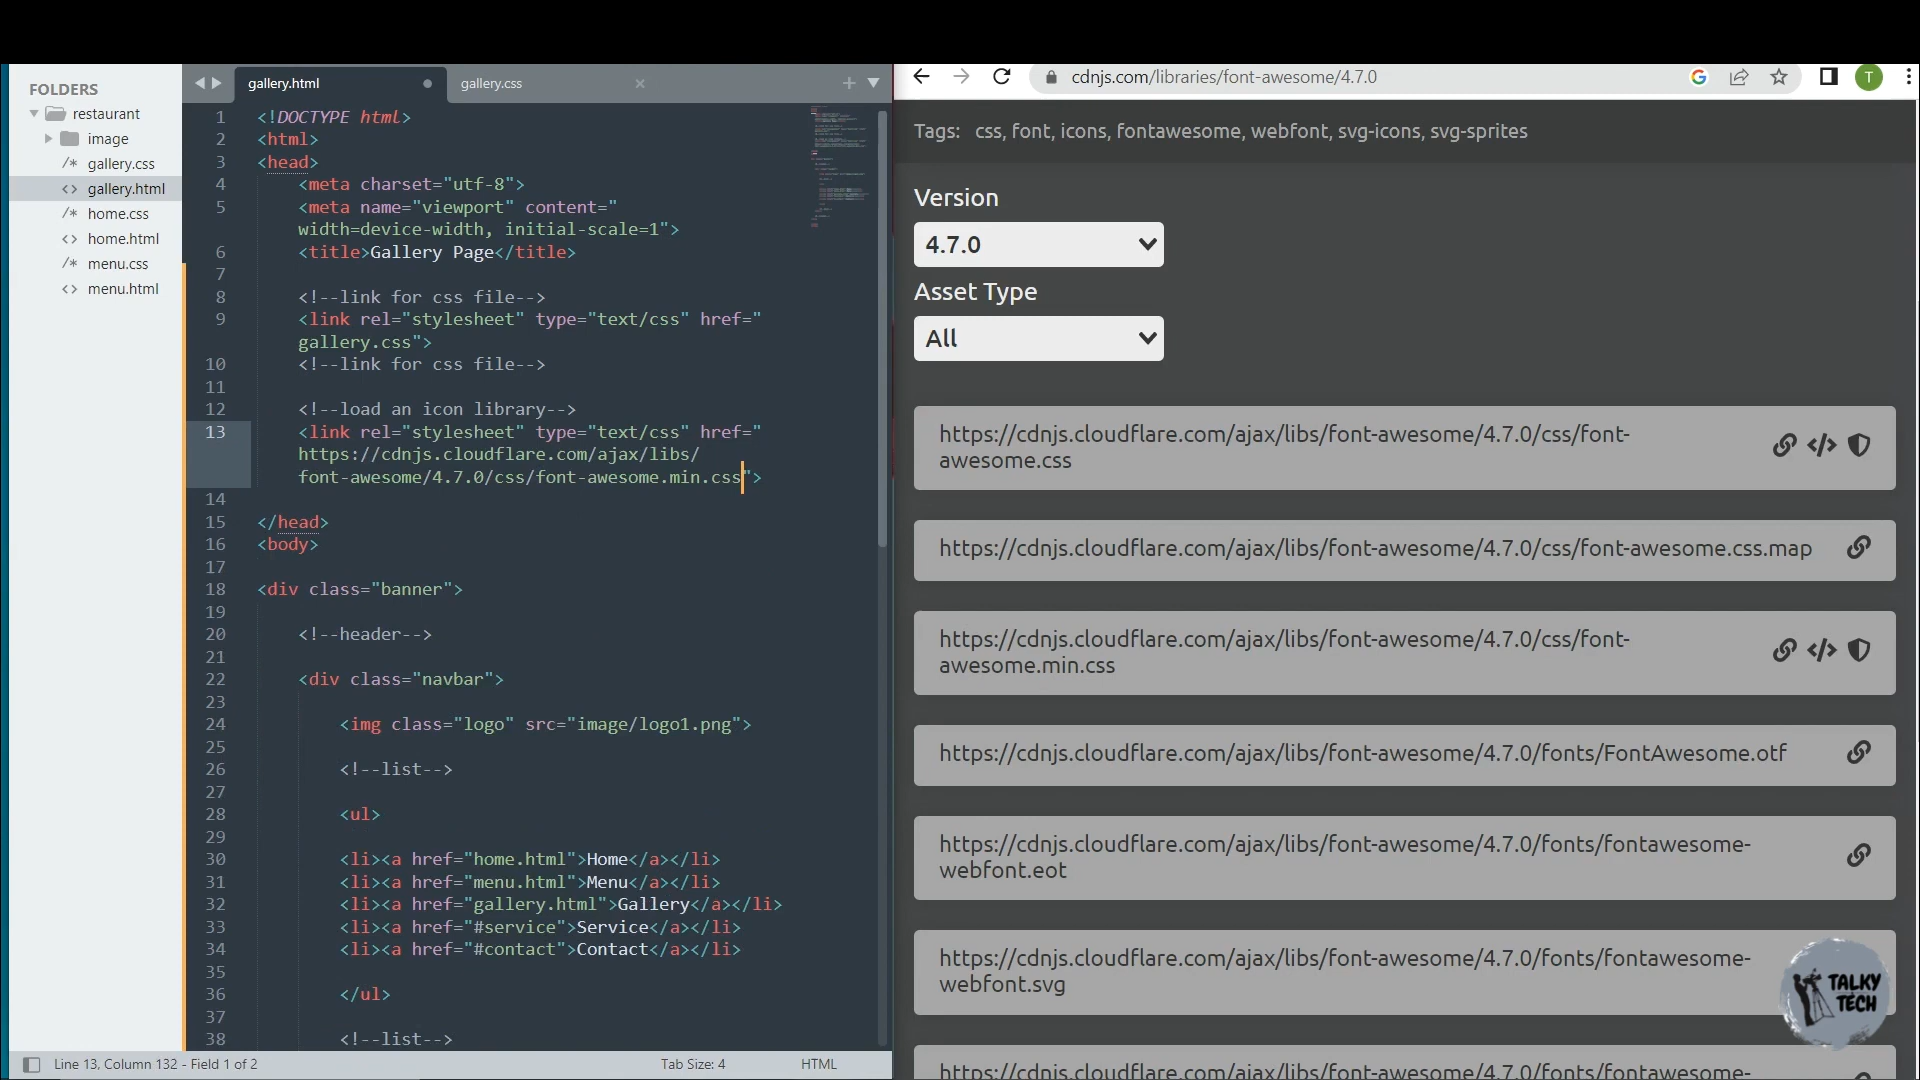 FOLDERS
restaurant
image
/* gallery.css
<> gallery.html
/* home.css
<> home.html
/* menu.css
<> menu.html
gallery.html
gallery.css
1 <!DOCTYPE html>
2 <html>
3 <head>
4 <meta charset="utf-8">
5 <meta name="viewport" content="
width=device-width, initial-scale=1">
6 <title>Gallery Page</title>
7
8 <!--link for css file-->
9 <link rel="stylesheet" type="text/css" href="
gallery.css">
10 <!--link for css file-->
11
12 <!--load an icon library-->
13 <link rel="stylesheet" type="text/css" href="
https://cdnjs.cloudflare.com/ajax/libs/
font-awesome/4.7.0/css/font-awesome.min.css">
14
15 </head>
16 <body>
17
18 <div class="banner">
19
20 <!--header-->
21
22 <div class="navbar">
23
24 <img class="logo" src="image/logo1.png">
25
26 <!--list-->
27
28 <ul>
29
30 <li><a href="home.html">Home</a></li>
31 <li><a href="menu.html">Menu</a></li>
32 <li><a href="gallery.html">Gallery</a></li>
33 <li><a href="#service">Service</a></li>
34 <li><a href="#contact">Contact</a></li>
35
36 </ul>
37
38 <!--list-->
Line 13, Column 132 - Field 1 of 2
Tab Size: 4
HTML
cdnjs.com/libraries/font-awesome/4.7.0
T
Tags: css, font, icons, fontawesome, webfont, svg-icons, svg-sprites
Version
4.7.0
Asset Type
All
https://cdnjs.cloudflare.com/ajax/libs/font-awesome/4.7.0/css/font-
awesome.css
https://cdnjs.cloudflare.com/ajax/libs/font-awesome/4.7.0/css/font-awesome.css.map
https://cdnjs.cloudflare.com/ajax/libs/font-awesome/4.7.0/css/font-
awesome.min.css
https://cdnjs.cloudflare.com/ajax/libs/font-awesome/4.7.0/fonts/FontAwesome.otf
https://cdnjs.cloudflare.com/ajax/libs/font-awesome/4.7.0/fonts/fontawesome-
webfont.eot
https://cdnjs.cloudflare.com/ajax/libs/font-awesome/4.7.0/fonts/fontawesome-
webfont.svg
https://cdnjs.cloudflare.com/ajax/libs/font-awesome/4.7.0/fonts/fontawesome-
TALKY
TECH